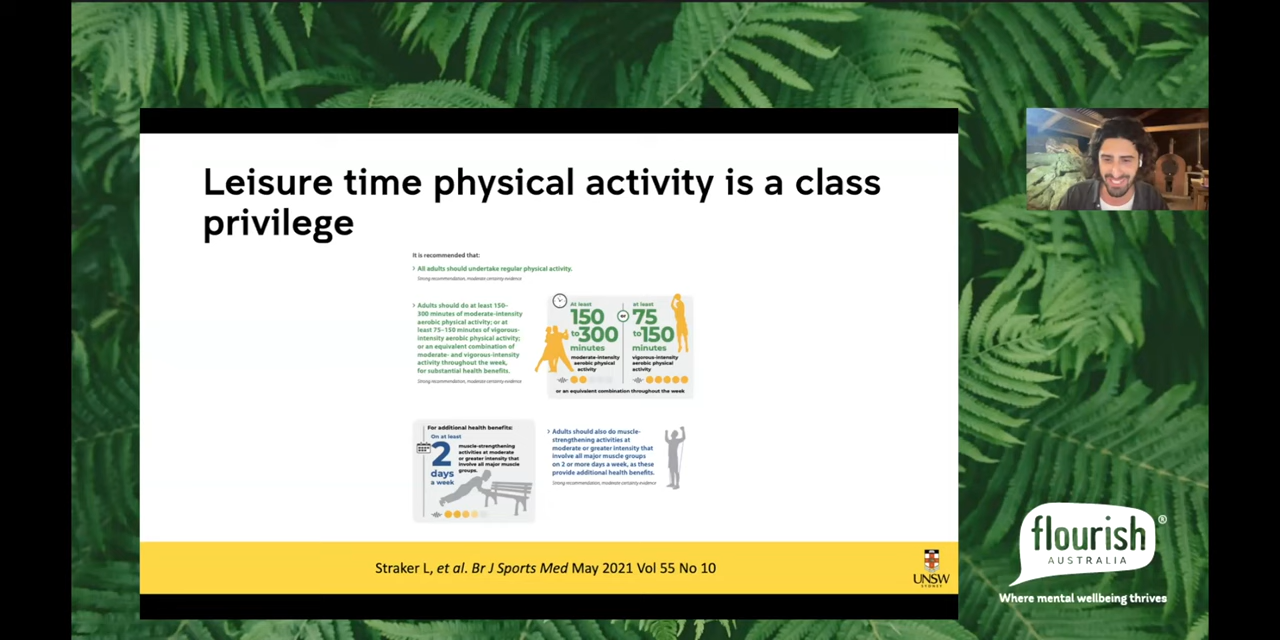 Leisure time physical activity is a class
privilege
It is recommended that:
› All adults should undertake regular physical activity.
Strong recommendation, moderate certainty evidence
› Adults should do at least 150–
300 minutes of moderate-intensity
aerobic physical activity; or at
least 75–150 minutes of vigorous-
intensity aerobic physical activity;
or an equivalent combination of
moderate- and vigorous-intensity
activity throughout the week,
for substantial health benefits.
Strong recommendation, moderate certainty evidence
At least
150
to 300
minutes
moderate-intensity
aerobic physical
activity
or
at least
75
to 150
minutes
vigorous-intensity
aerobic physical
activity
or an equivalent combination throughout the week
For additional health benefits:
On at least
2
days
a week
muscle-strengthening
activities at moderate
or greater intensity that
involve all major muscle
groups.
› Adults should also do muscle-
strengthening activities at
moderate or greater intensity that
involve all major muscle groups
on 2 or more days a week, as these
provide additional health benefits.
Strong recommendation, moderate certainty evidence
Straker L, et al. Br J Sports Med May 2021 Vol 55 No 10
UNSW
SYDNEY
flourish®
AUSTRALIA
Where mental wellbeing thrives